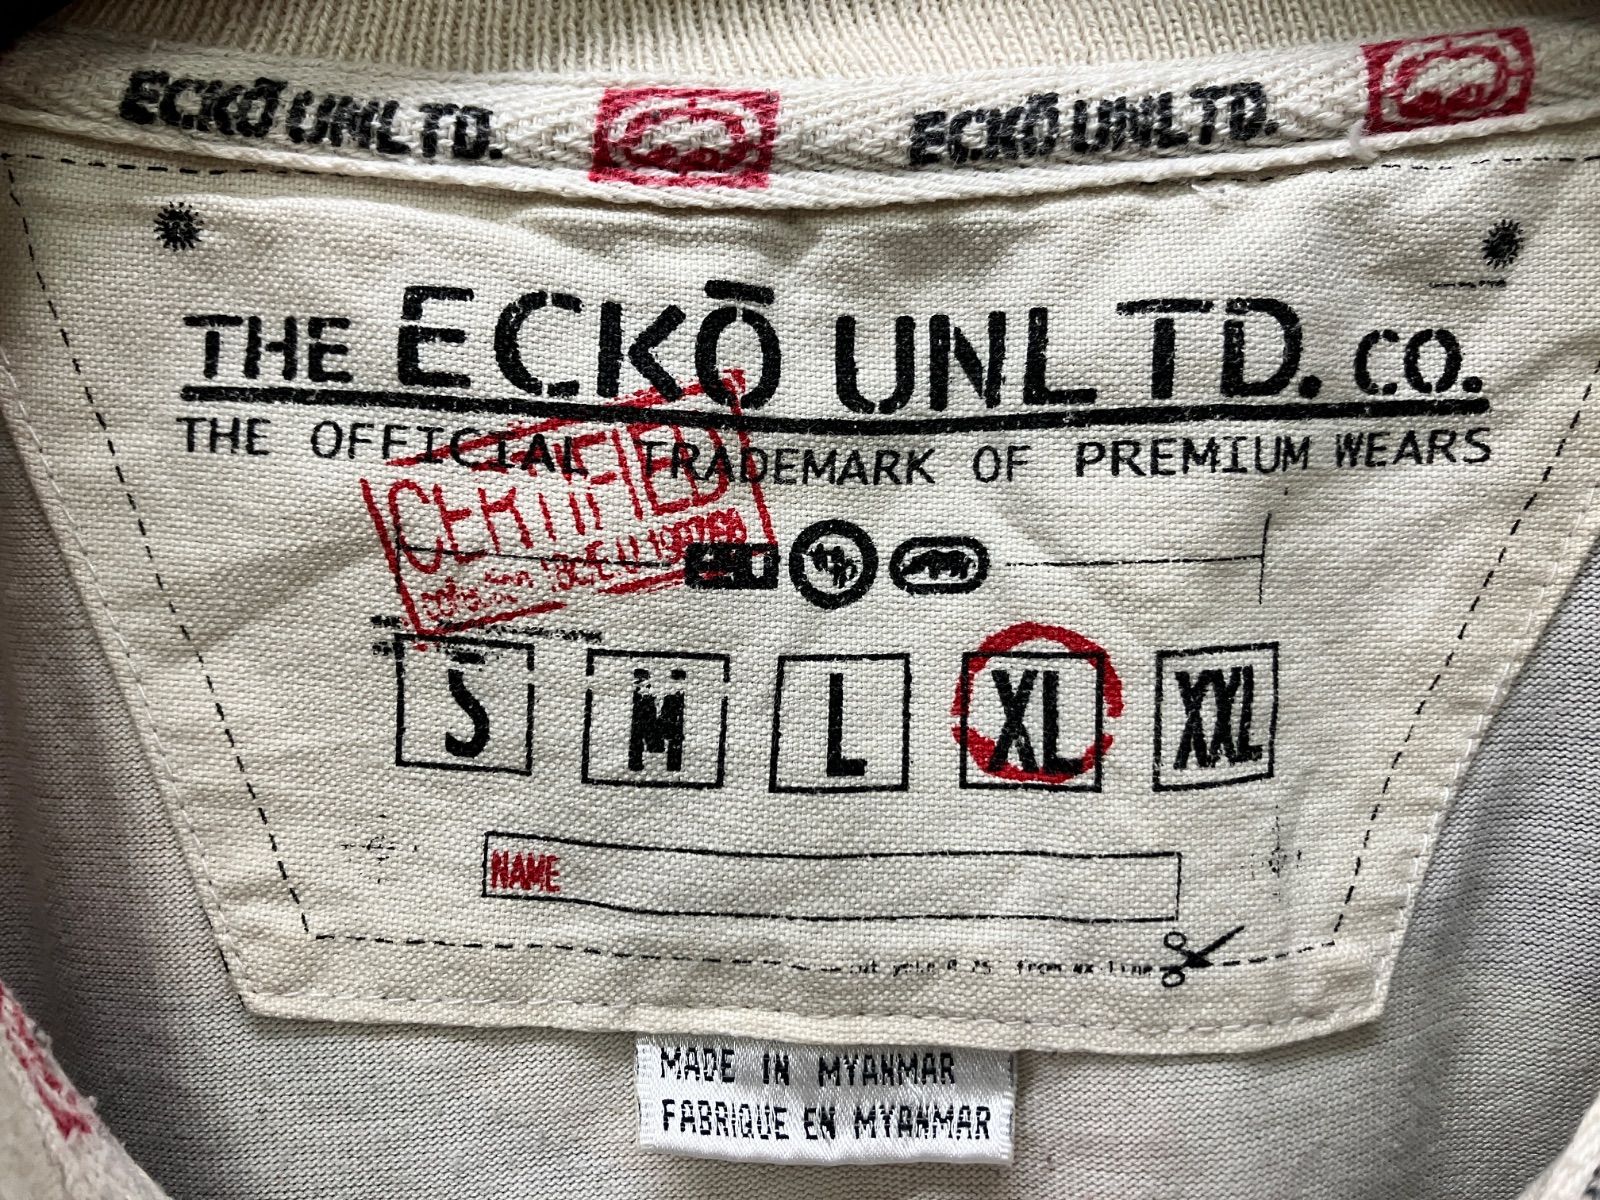 ECKŌ UNLTD. ECKŌ UNLTD.
THE ECKŌ UNLTD. CO.
THE OFFICIAL TRADEMARK OF PREMIUM WEARS
CERTIFIED
S M L XL XXL
NAME
from
MADE IN MYANMAR
FABRIQUE EN MYANMAR